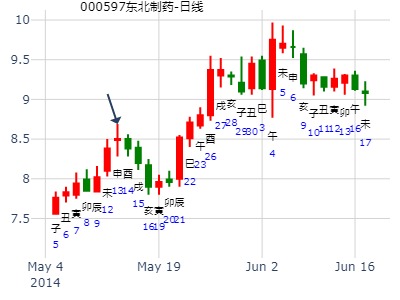 000597东北制药-日线
10
9.5
9
8.5
8
7.5
子 丑 寅 卯 辰 未 申 酉 戌 亥 寅 卯 辰 巳 午 酉 戌 亥 子 丑 巳 午 未 申 亥 子 丑 寅 卯 午 未
5 6 7 8 9 12 13 14 15 16 19 20 21 22 23 26 27 28 29 30 3 4 5 6 9 10 11 12 13 16 17
May 4 May 19 Jun 2 Jun 16
2014